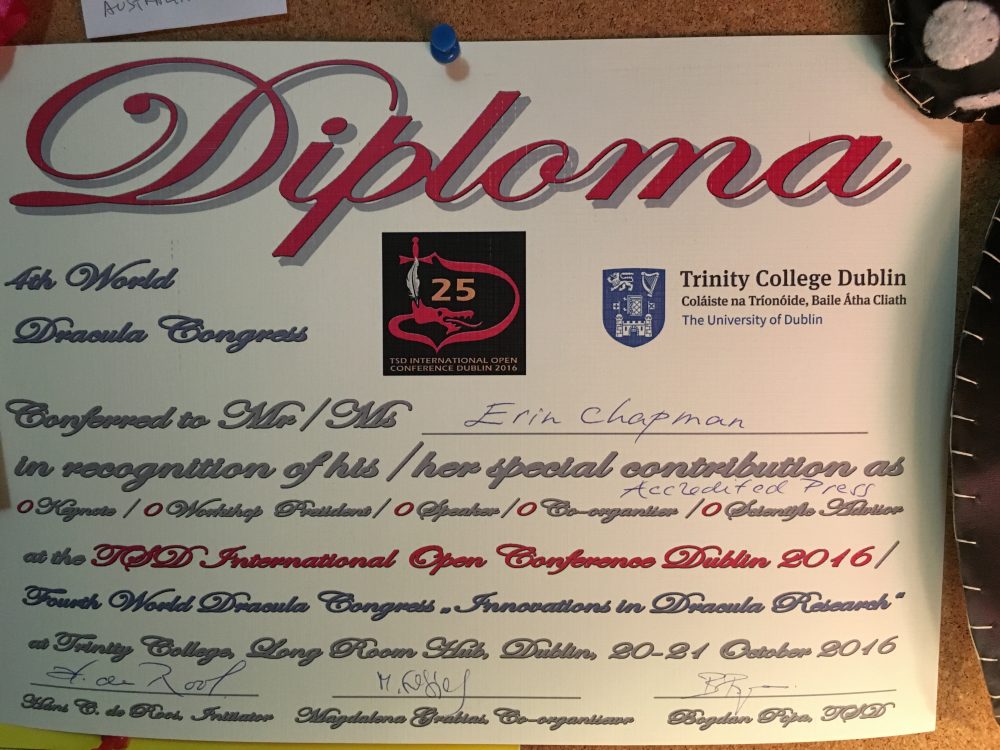 AUSTRALIA
Diploma
4th World
Dracula Congress
25
TSD INTERNATIONAL OPEN
CONFERENCE DUBLIN 2016
Trinity College Dublin
Coláiste na Tríonóide, Baile Átha Cliath
The University of Dublin
Conferred to Mr / Ms Erin Chapman
in recognition of his / her special contribution as
Accredited Press
O Keynote / O Workshop President / O Speaker / O Co-organiser / O Scientific Advisor
at the TSD International Open Conference Dublin 2016 /
Fourth World Dracula Congress „Innovations in Dracula Research“
at Trinity College, Long Room Hub, Dublin, 20-21 October 2016
H. de Roos
Hans C. de Roos, Initiator Magdalena Grabias, Co-organiser Bogdan Popa, TSD